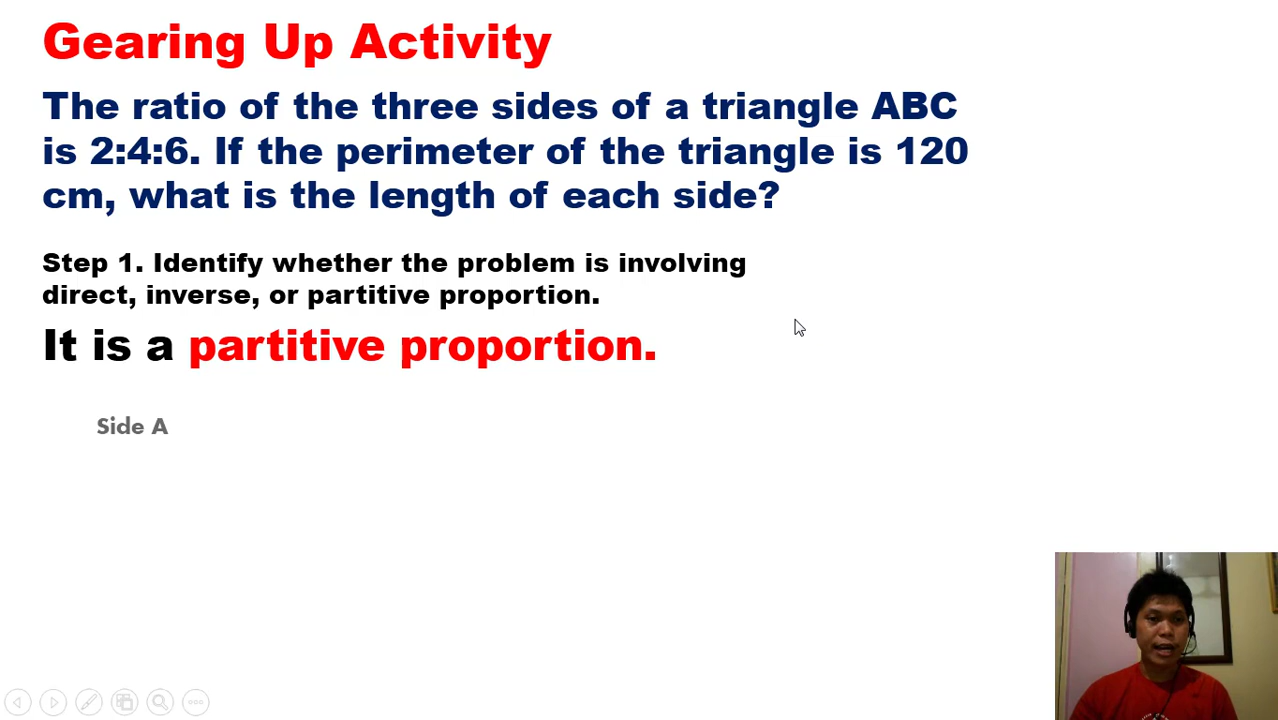 Gearing Up Activity
The ratio of the three sides of a triangle ABC
is 2:4:6. If the perimeter of the triangle is 120
cm, what is the length of each side?
Step 1. Identify whether the problem is involving
direct, inverse, or partitive proportion.
It is a partitive proportion.
Side A